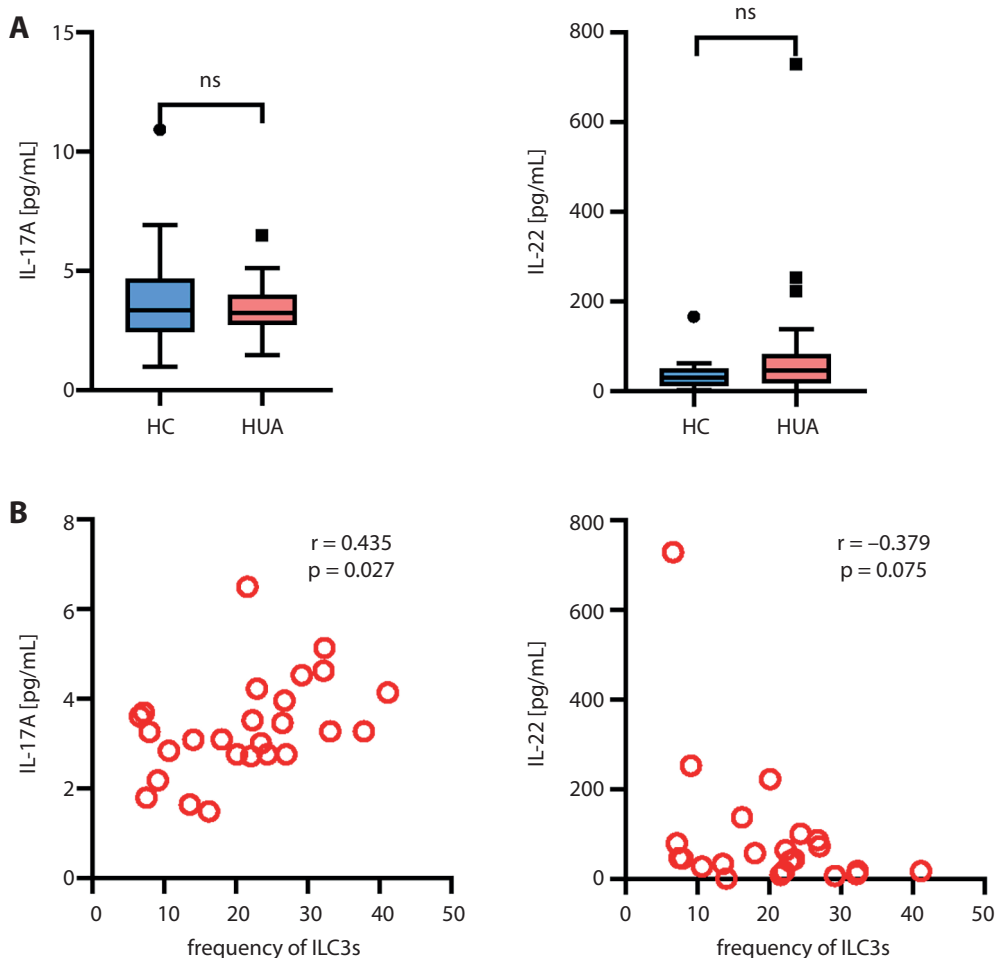 A
IL-17A [pg/mL]
15
10
5
0
ns
HC
HUA
IL-22 [pg/mL]
800
600
400
200
0
ns
HC
HUA
B
IL-17A [pg/mL]
8
6
4
2
0
r = 0.435
p = 0.027
0 10 20 30 40 50
frequency of ILC3s
IL-22 [pg/mL]
800
600
400
200
0
r = –0.379
p = 0.075
0 10 20 30 40 50
frequency of ILC3s